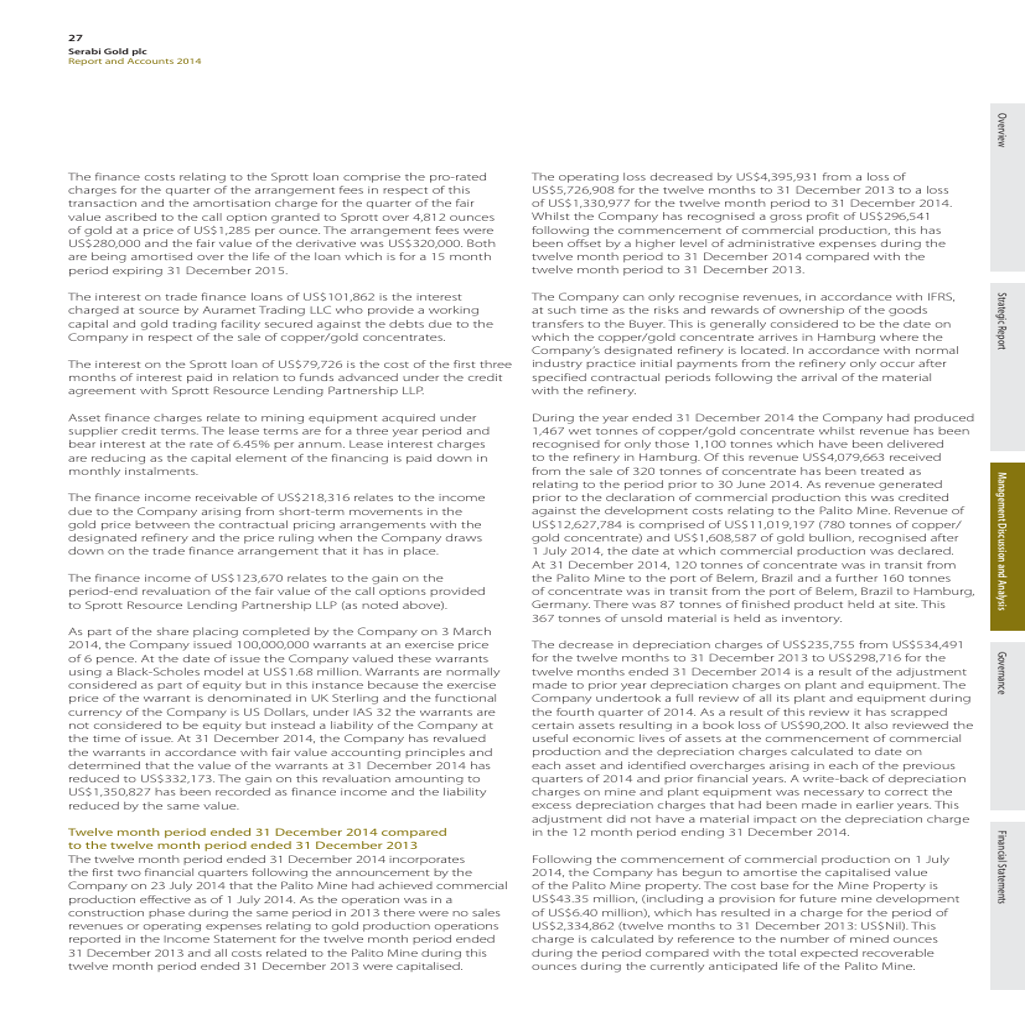 27
Serabi Gold plc
Report and Accounts 2014
The finance costs relating to the Sprott loan comprise the pro-rated
charges for the quarter of the arrangement fees in respect of this
transaction and the amortisation charge for the quarter of the fair
value ascribed to the call option granted to Sprott over 4,812 ounces
of gold at a price of US$1,285 per ounce. The arrangement fees were
US$280,000 and the fair value of the derivative was US$320,000. Both
are being amortised over the life of the loan which is for a 15 month
period expiring 31 December 2015.
The interest on trade finance loans of US$101,862 is the interest
charged at source by Auramet Trading LLC who provide a working
capital and gold trading facility secured against the debts due to the
Company in respect of the sale of copper/gold concentrates.
The interest on the Sprott loan of US$79,726 is the cost of the first three
months of interest paid in relation to funds advanced under the credit
agreement with Sprott Resource Lending Partnership LLP.
Asset finance charges relate to mining equipment acquired under
supplier credit terms. The lease terms are for a three year period and
bear interest at the rate of 6.45% per annum. Lease interest charges
are reducing as the capital element of the financing is paid down in
monthly instalments.
The finance income receivable of US$218,316 relates to the income
due to the Company arising from short-term movements in the
gold price between the contractual pricing arrangements with the
designated refinery and the price ruling when the Company draws
down on the trade finance arrangement that it has in place.
The finance income of US$123,670 relates to the gain on the
period-end revaluation of the fair value of the call options provided
to Sprott Resource Lending Partnership LLP (as noted above).
As part of the share placing completed by the Company on 3 March
2014, the Company issued 100,000,000 warrants at an exercise price
of 6 pence. At the date of issue the Company valued these warrants
using a Black-Scholes model at US$1.68 million. Warrants are normally
considered as part of equity but in this instance because the exercise
price of the warrant is denominated in UK Sterling and the functional
currency of the Company is US Dollars, under IAS 32 the warrants are
not considered to be equity but instead a liability of the Company at
the time of issue. At 31 December 2014, the Company has revalued
the warrants in accordance with fair value accounting principles and
determined that the value of the warrants at 31 December 2014 has
reduced to US$332,173. The gain on this revaluation amounting to
US$1,350,827 has been recorded as finance income and the liability
reduced by the same value.
Twelve month period ended 31 December 2014 compared
to the twelve month period ended 31 December 2013
The twelve month period ended 31 December 2014 incorporates
the first two financial quarters following the announcement by the
Company on 23 July 2014 that the Palito Mine had achieved commercial
production effective as of 1 July 2014. As the operation was in a
construction phase during the same period in 2013 there were no sales
revenues or operating expenses relating to gold production operations
reported in the Income Statement for the twelve month period ended
31 December 2013 and all costs related to the Palito Mine during this
twelve month period ended 31 December 2013 were capitalised.
The operating loss decreased by US$4,395,931 from a loss of
US$5,726,908 for the twelve months to 31 December 2013 to a loss
of US$1,330,977 for the twelve month period to 31 December 2014.
Whilst the Company has recognised a gross profit of US$296,541
following the commencement of commercial production, this has
been offset by a higher level of administrative expenses during the
twelve month period to 31 December 2014 compared with the
twelve month period to 31 December 2013.
The Company can only recognise revenues, in accordance with IFRS,
at such time as the risks and rewards of ownership of the goods
transfers to the Buyer. This is generally considered to be the date on
which the copper/gold concentrate arrives in Hamburg where the
Company's designated refinery is located. In accordance with normal
industry practice initial payments from the refinery only occur after
specified contractual periods following the arrival of the material
with the refinery.
During the year ended 31 December 2014 the Company had produced
1,467 wet tonnes of copper/gold concentrate whilst revenue has been
recognised for only those 1,100 tonnes which have been delivered
to the refinery in Hamburg. Of this revenue US$4,079,663 received
from the sale of 320 tonnes of concentrate has been treated as
relating to the period prior to 30 June 2014. As revenue generated
prior to the declaration of commercial production this was credited
against the development costs relating to the Palito Mine. Revenue of
US$12,627,784 is comprised of US$11,019,197 (780 tonnes of copper/
gold concentrate) and US$1,608,587 of gold bullion, recognised after
1 July 2014, the date at which commercial production was declared.
At 31 December 2014, 120 tonnes of concentrate was in transit from
the Palito Mine to the port of Belem, Brazil and a further 160 tonnes
of concentrate was in transit from the port of Belem, Brazil to Hamburg,
Germany. There was 87 tonnes of finished product held at site. This
367 tonnes of unsold material is held as inventory.
The decrease in depreciation charges of US$235,755 from US$534,491
for the twelve months to 31 December 2013 to US$298,716 for the
twelve months ended 31 December 2014 is a result of the adjustment
made to prior year depreciation charges on plant and equipment. The
Company undertook a full review of all its plant and equipment during
the fourth quarter of 2014. As a result of this review it has scrapped
certain assets resulting in a book loss of US$90,200. It also reviewed the
useful economic lives of assets at the commencement of commercial
production and the depreciation charges calculated to date on
each asset and identified overcharges arising in each of the previous
quarters of 2014 and prior financial years. A write-back of depreciation
charges on mine and plant equipment was necessary to correct the
excess depreciation charges that had been made in earlier years. This
adjustment did not have a material impact on the depreciation charge
in the 12 month period ending 31 December 2014.
Following the commencement of commercial production on 1 July
2014, the Company has begun to amortise the capitalised value
of the Palito Mine property. The cost base for the Mine Property is
US$43.35 million, (including a provision for future mine development
of US$6.40 million), which has resulted in a charge for the period of
US$2,334,862 (twelve months to 31 December 2013: US$Nil). This
charge is calculated by reference to the number of mined ounces
during the period compared with the total expected recoverable
ounces during the currently anticipated life of the Palito Mine.
Overview
Strategic Report
Management Discussion and Analysis
Governance
Financial Statements